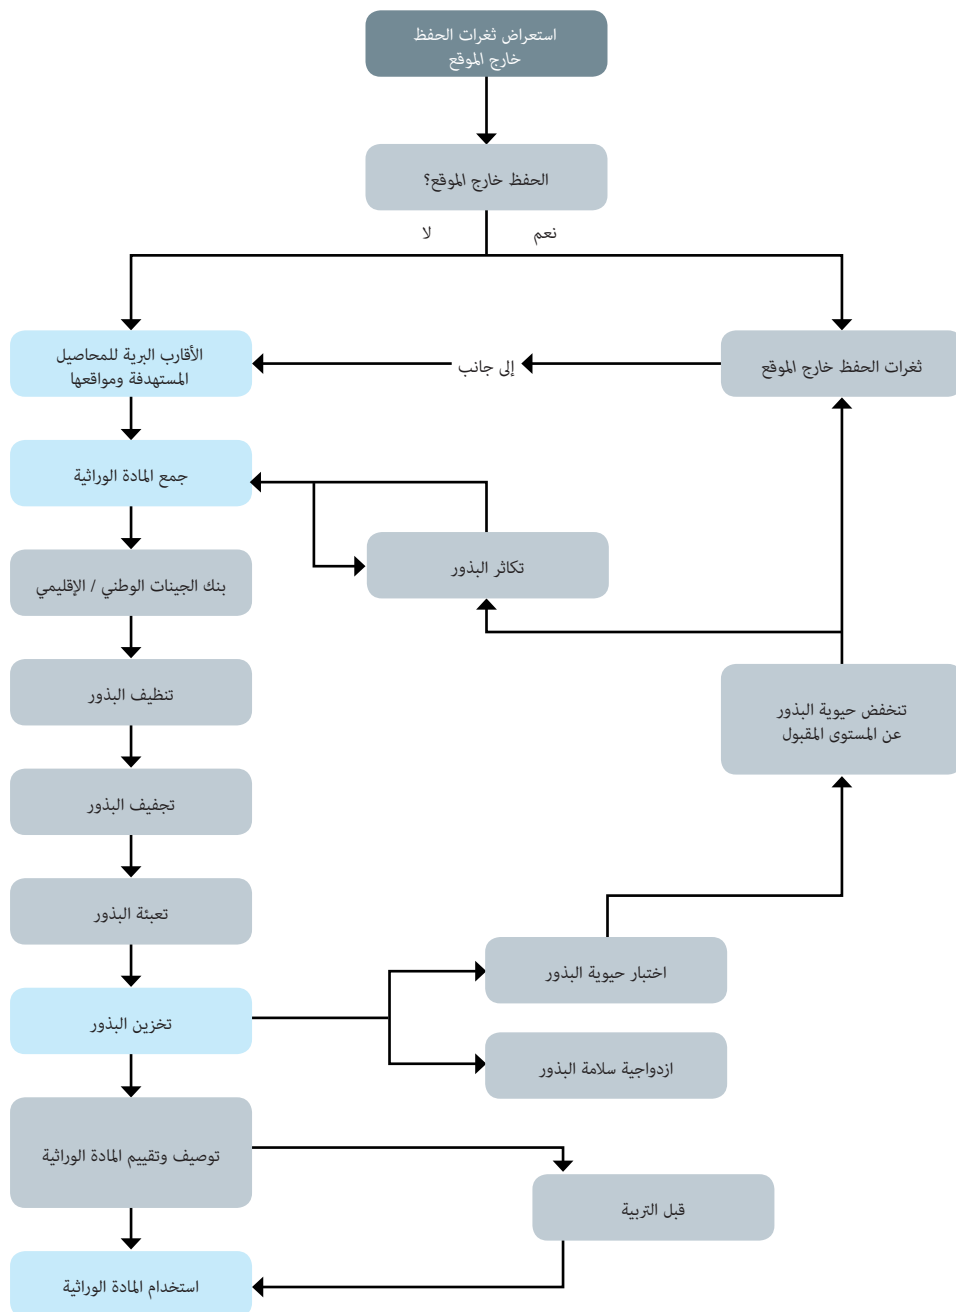 استعراض ثغرات الحفظ
خارج الموقع
الحفظ خارج الموقع؟
نعم
لا
ثغرات الحفظ خارج الموقع
إلى جانب
الأقارب البرية للمحاصيل
المستهدفة ومواقعها
جمع المادة الوراثية
تكاثر البذور
بنك الجينات الوطني / الإقليمي
تنظيف البذور
تنخفض حيوية البذور
عن المستوى المقبول
تجفيف البذور
تعبئة البذور
اختبار حيوية البذور
تخزين البذور
ازدواجية سلامة البذور
توصيف وتقييم المادة الوراثية
قبل التربية
استخدام المادة الوراثية